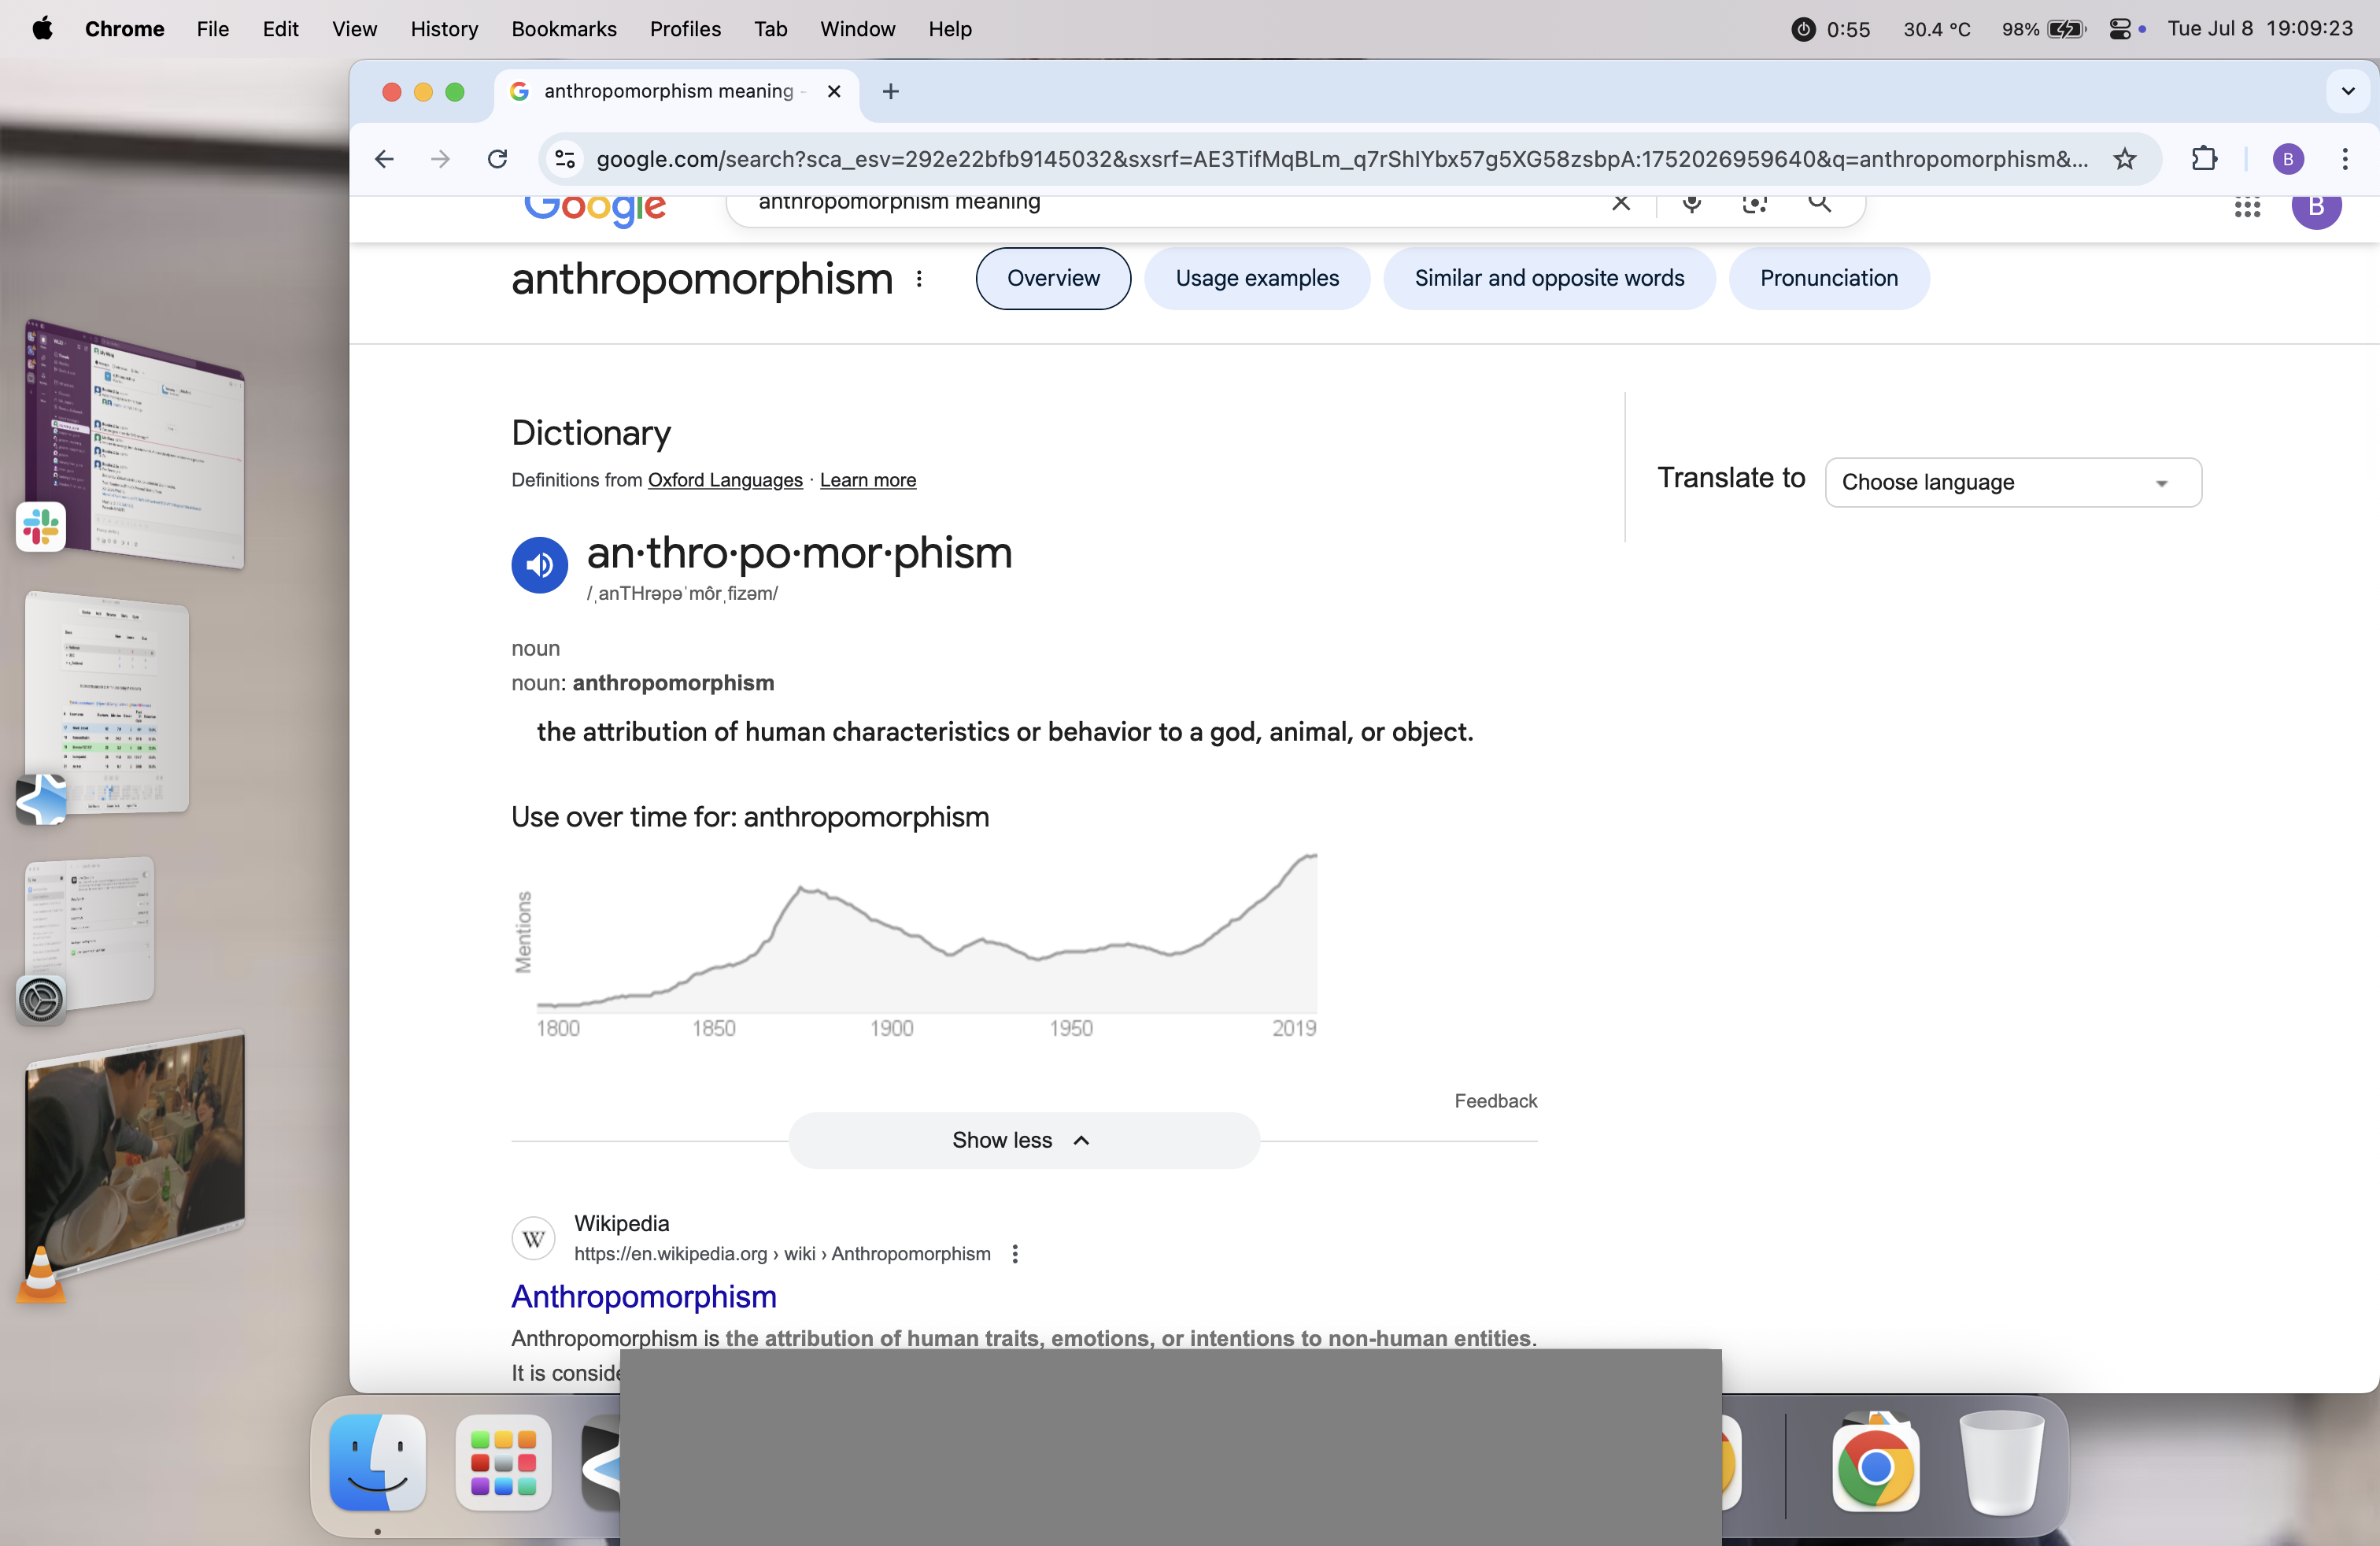 Chrome File Edit View History Bookmarks Profiles Tab Window Help 0:55 30.4 °C 98% Tue Jul 8 19:09:23
anthropomorphism meaning -
google.com/search?sca_esv=292e22bfb9145032&sxsrf=AE3TifMqBLm_q7rShIYbx57g5XG58zsbpA:1752026959640&q=anthropomorphism&... B
Google anthropomorphism meaning B
anthropomorphism Overview Usage examples Similar and opposite words Pronunciation
Dictionary
Definitions from Oxford Languages · Learn more
Translate to Choose language
an·thro·po·mor·phism
/ˌanTHrəpəˈmôrˌfizəm/
noun
noun: anthropomorphism
the attribution of human characteristics or behavior to a god, animal, or object.
Use over time for: anthropomorphism
Mentions
1800 1850 1900 1950 2019
Feedback
Show less
W Wikipedia
https://en.wikipedia.org › wiki › Anthropomorphism
Anthropomorphism
Anthropomorphism is the attribution of human traits, emotions, or intentions to non-human entities.
It is